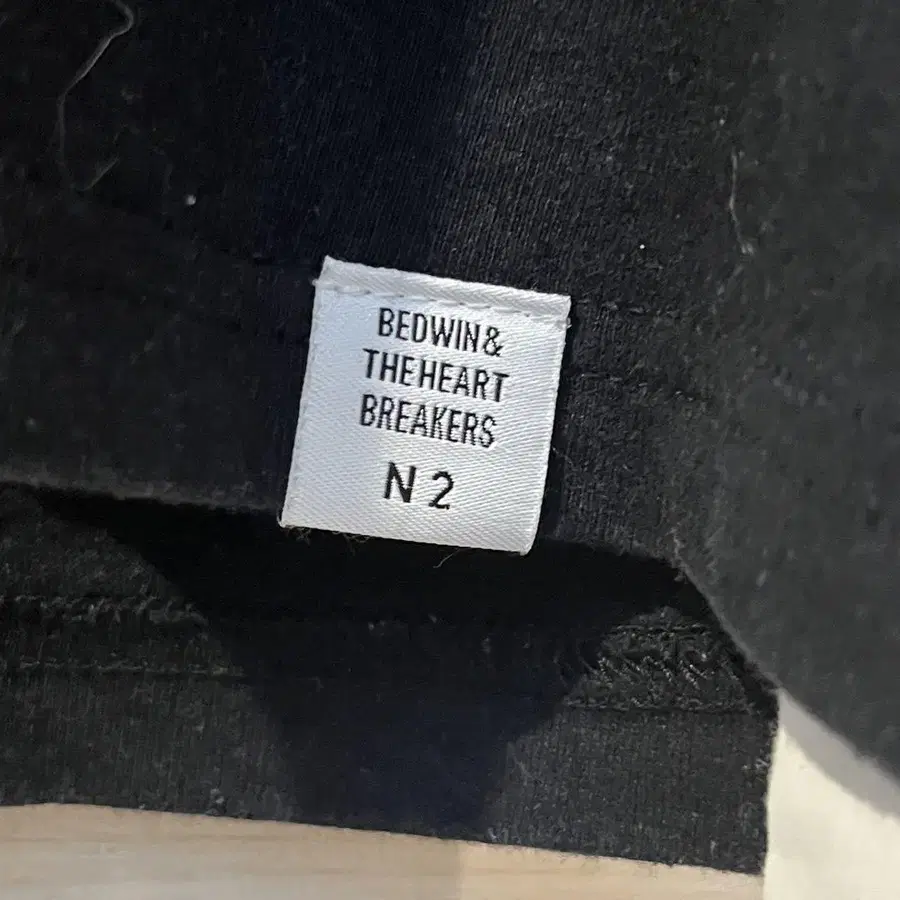 BEDWIN&
THE HEART
BREAKERS
N 2